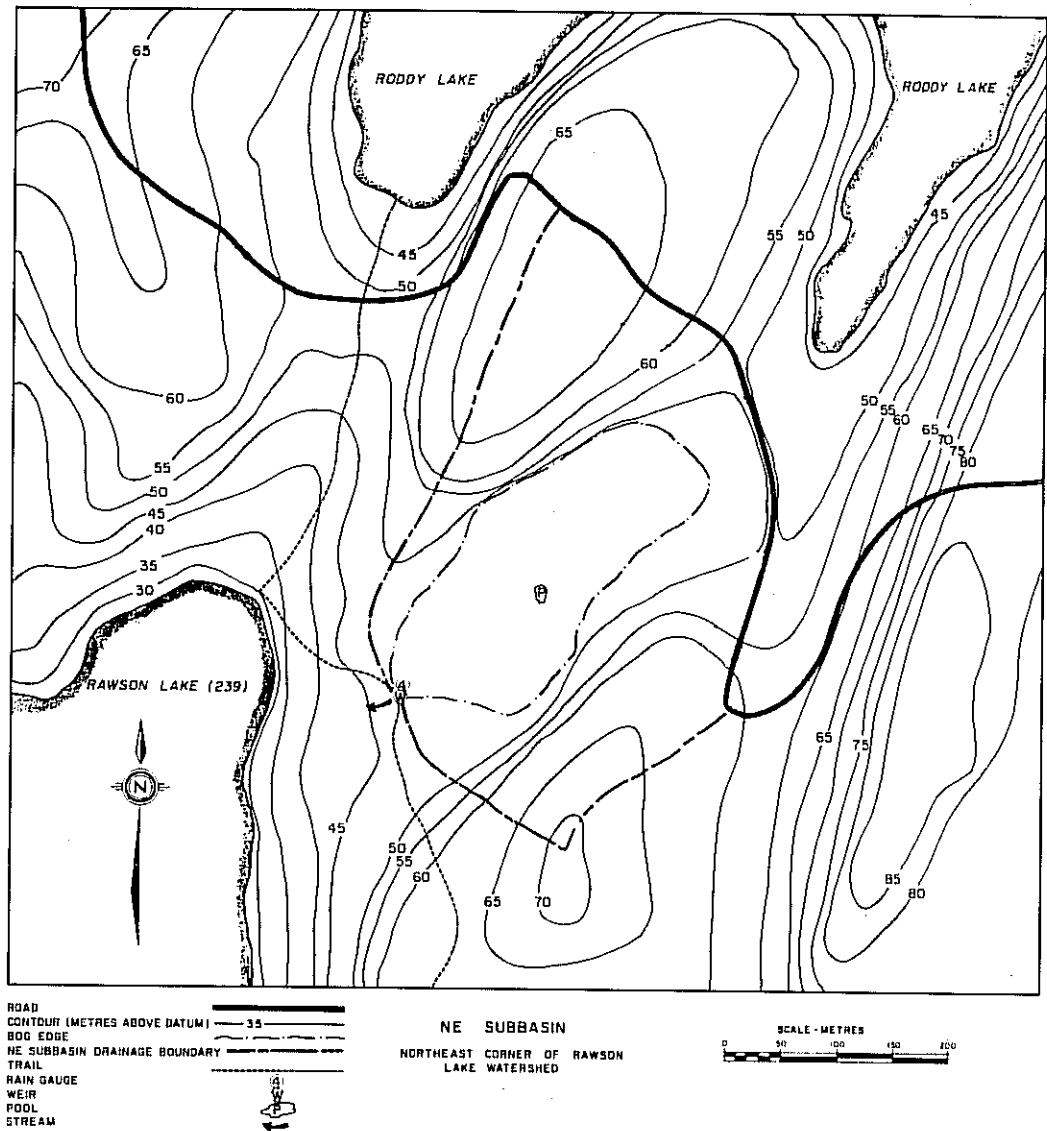 RODDY LAKE
RODDY LAKE
65
70
65
45
45
50
55 50
60
60
50
55
60
65
70
75
80
55
50
45
40
35
30
P
RAWSON LAKE (239)
(4)
W
N
65
75
45
50
55
60
65
70
85
80
ROAD
CONTOUR (METRES ABOVE DATUM) 35
BOG EDGE
NE SUBBASIN DRAINAGE BOUNDARY
TRAIL
RAIN GAUGE (4)
WEIR W
POOL P
STREAM
NE SUBBASIN
NORTHEAST CORNER OF RAWSON
LAKE WATERSHED
SCALE - METRES
0 50 100 150 200